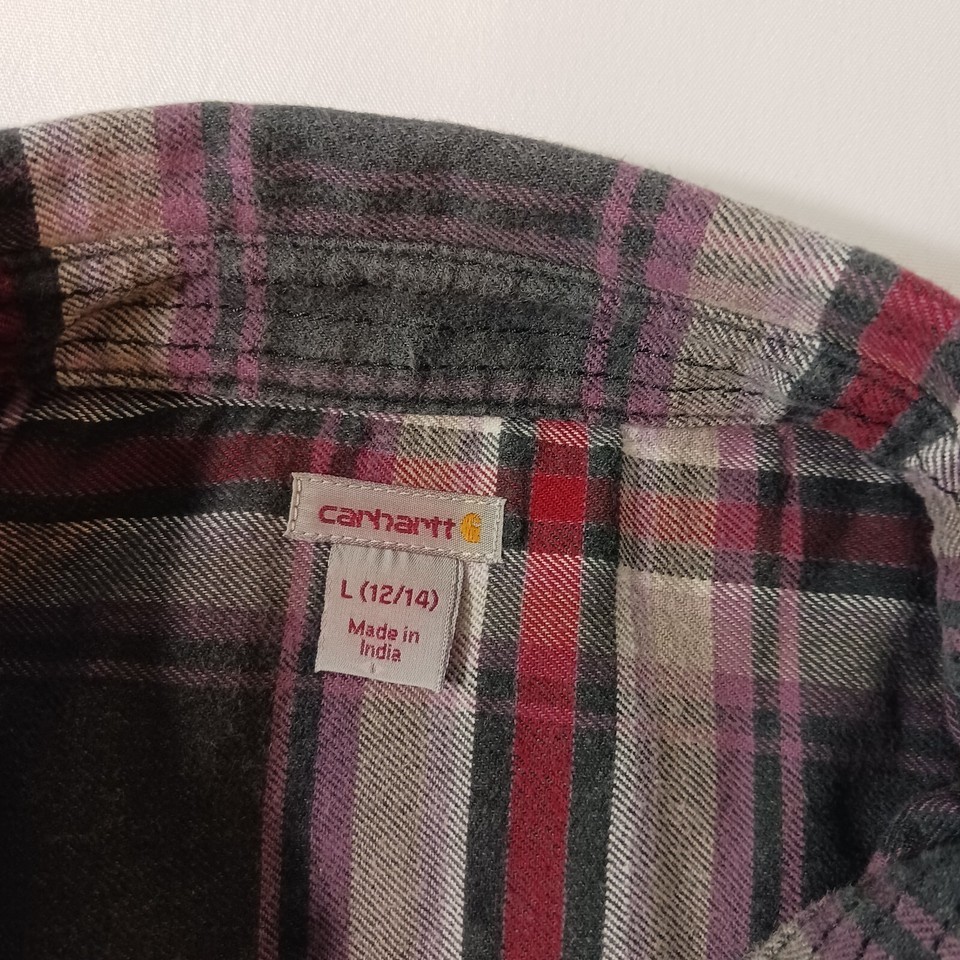 carhartt
L (12/14)
Made in
India